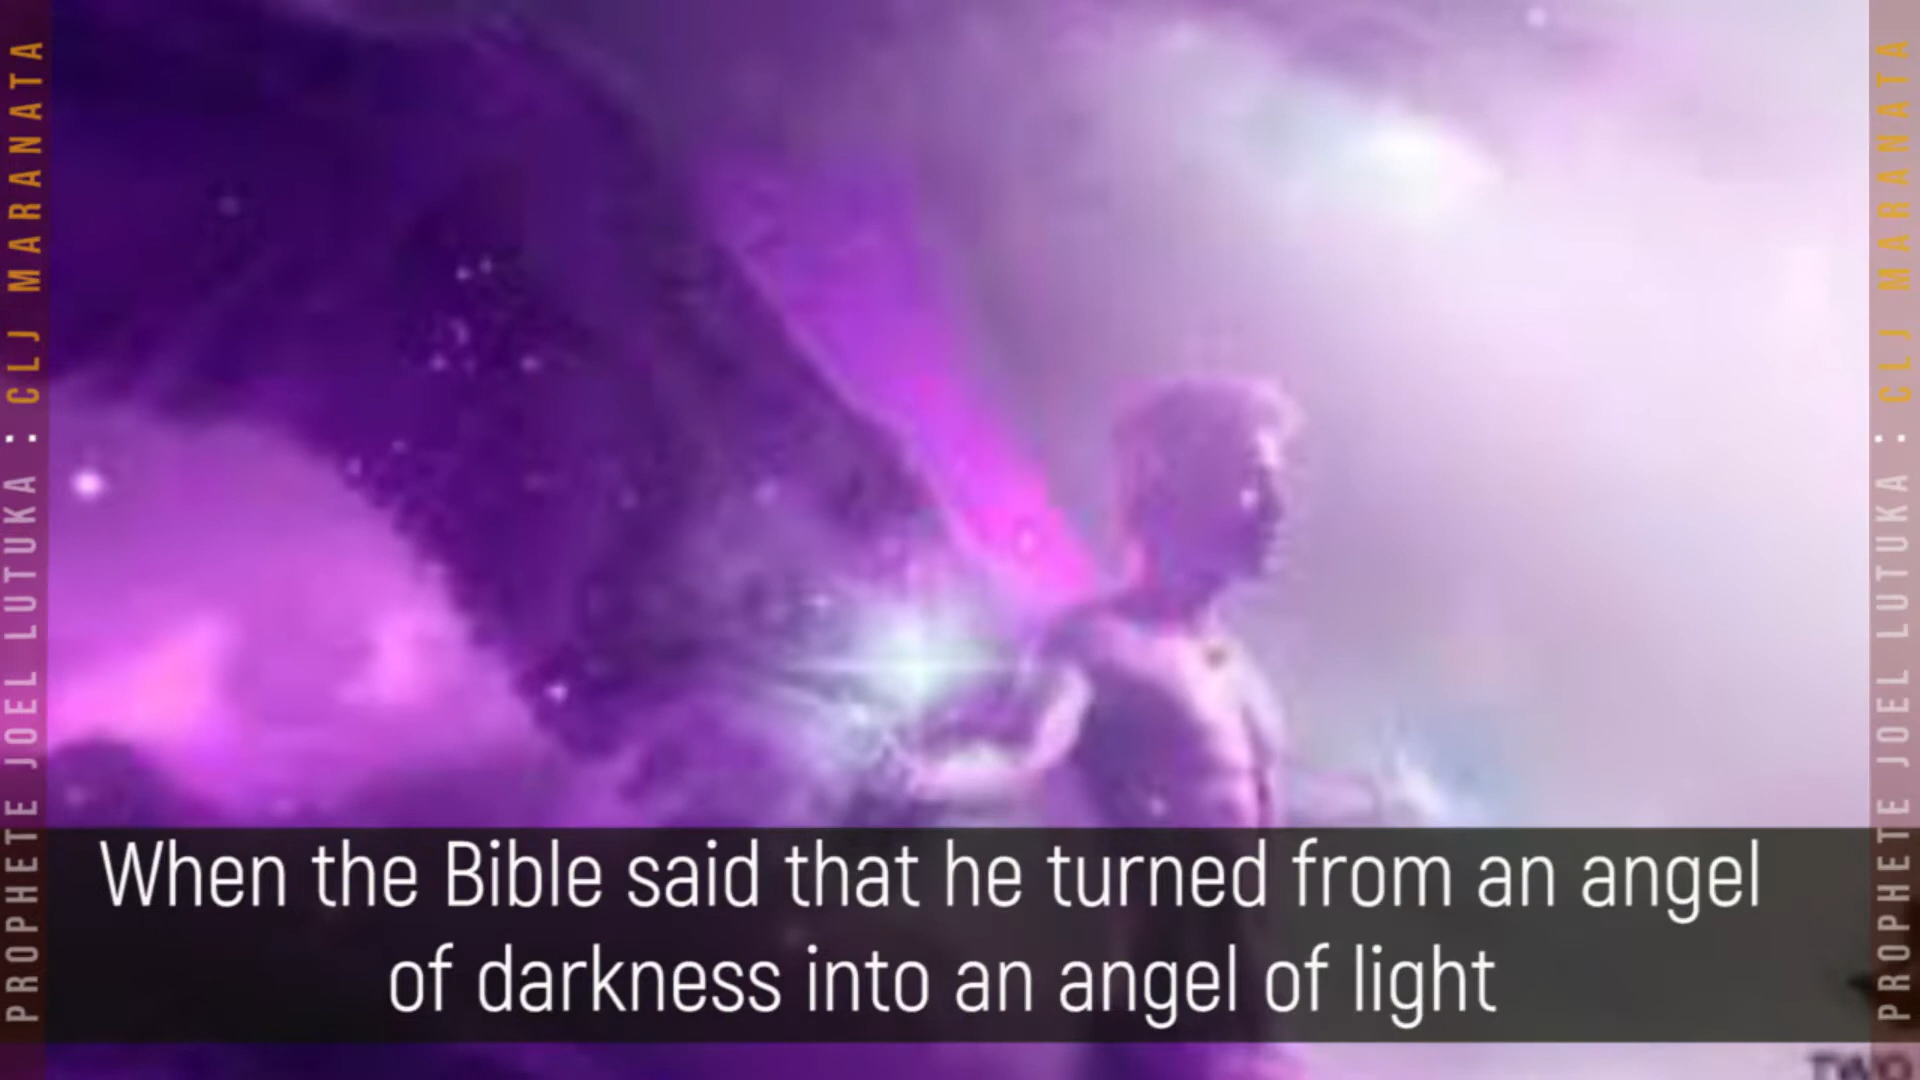 PROPHETE JOEL LUTUKA : CLJ MARANATA
When the Bible said that he turned from an angel
of darkness into an angel of light
PROPHETE JOEL LUTUKA : CLJ MARANATA
TWO